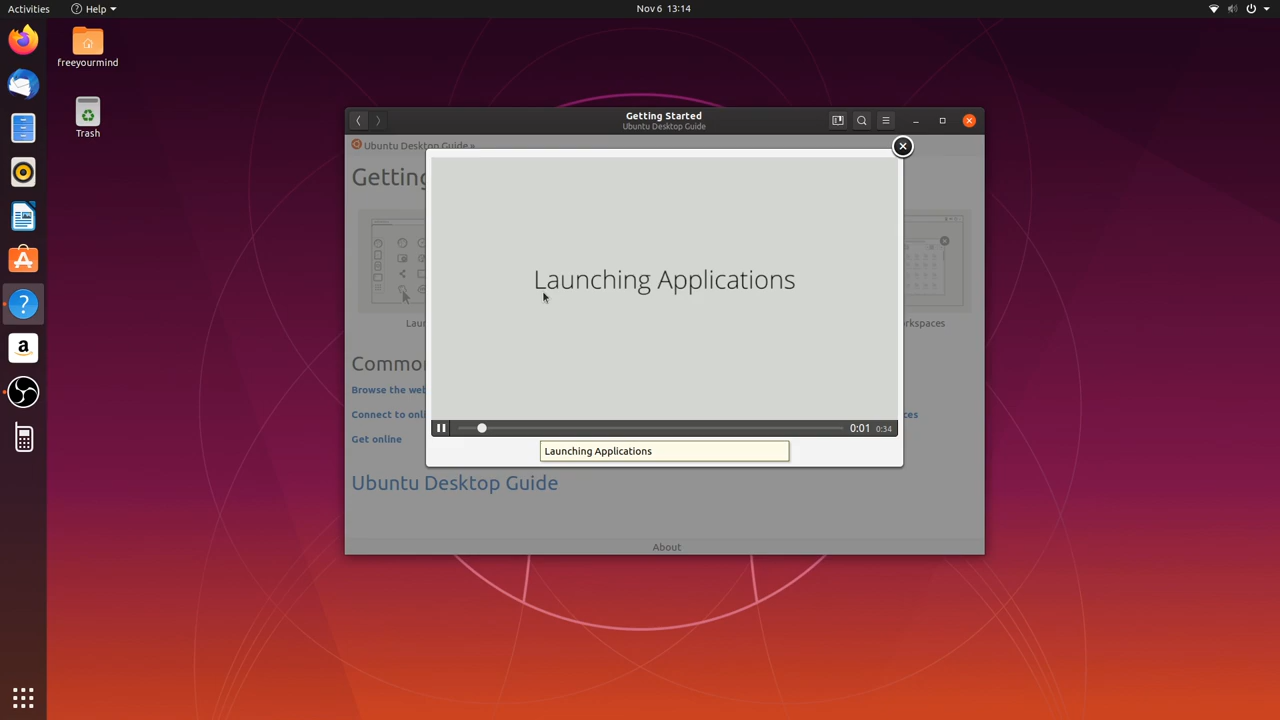 Activities
Help
Nov 6 13:14
freeyourmind
Trash
Getting Started
Ubuntu Desktop Guide
Ubuntu Desktop Guide »
Getting
Launching Applications
Lau
rkspaces
Commo
Browse the web
Connect to onli
ces
Get online
0:01 0:34
Launching Applications
Ubuntu Desktop Guide
About